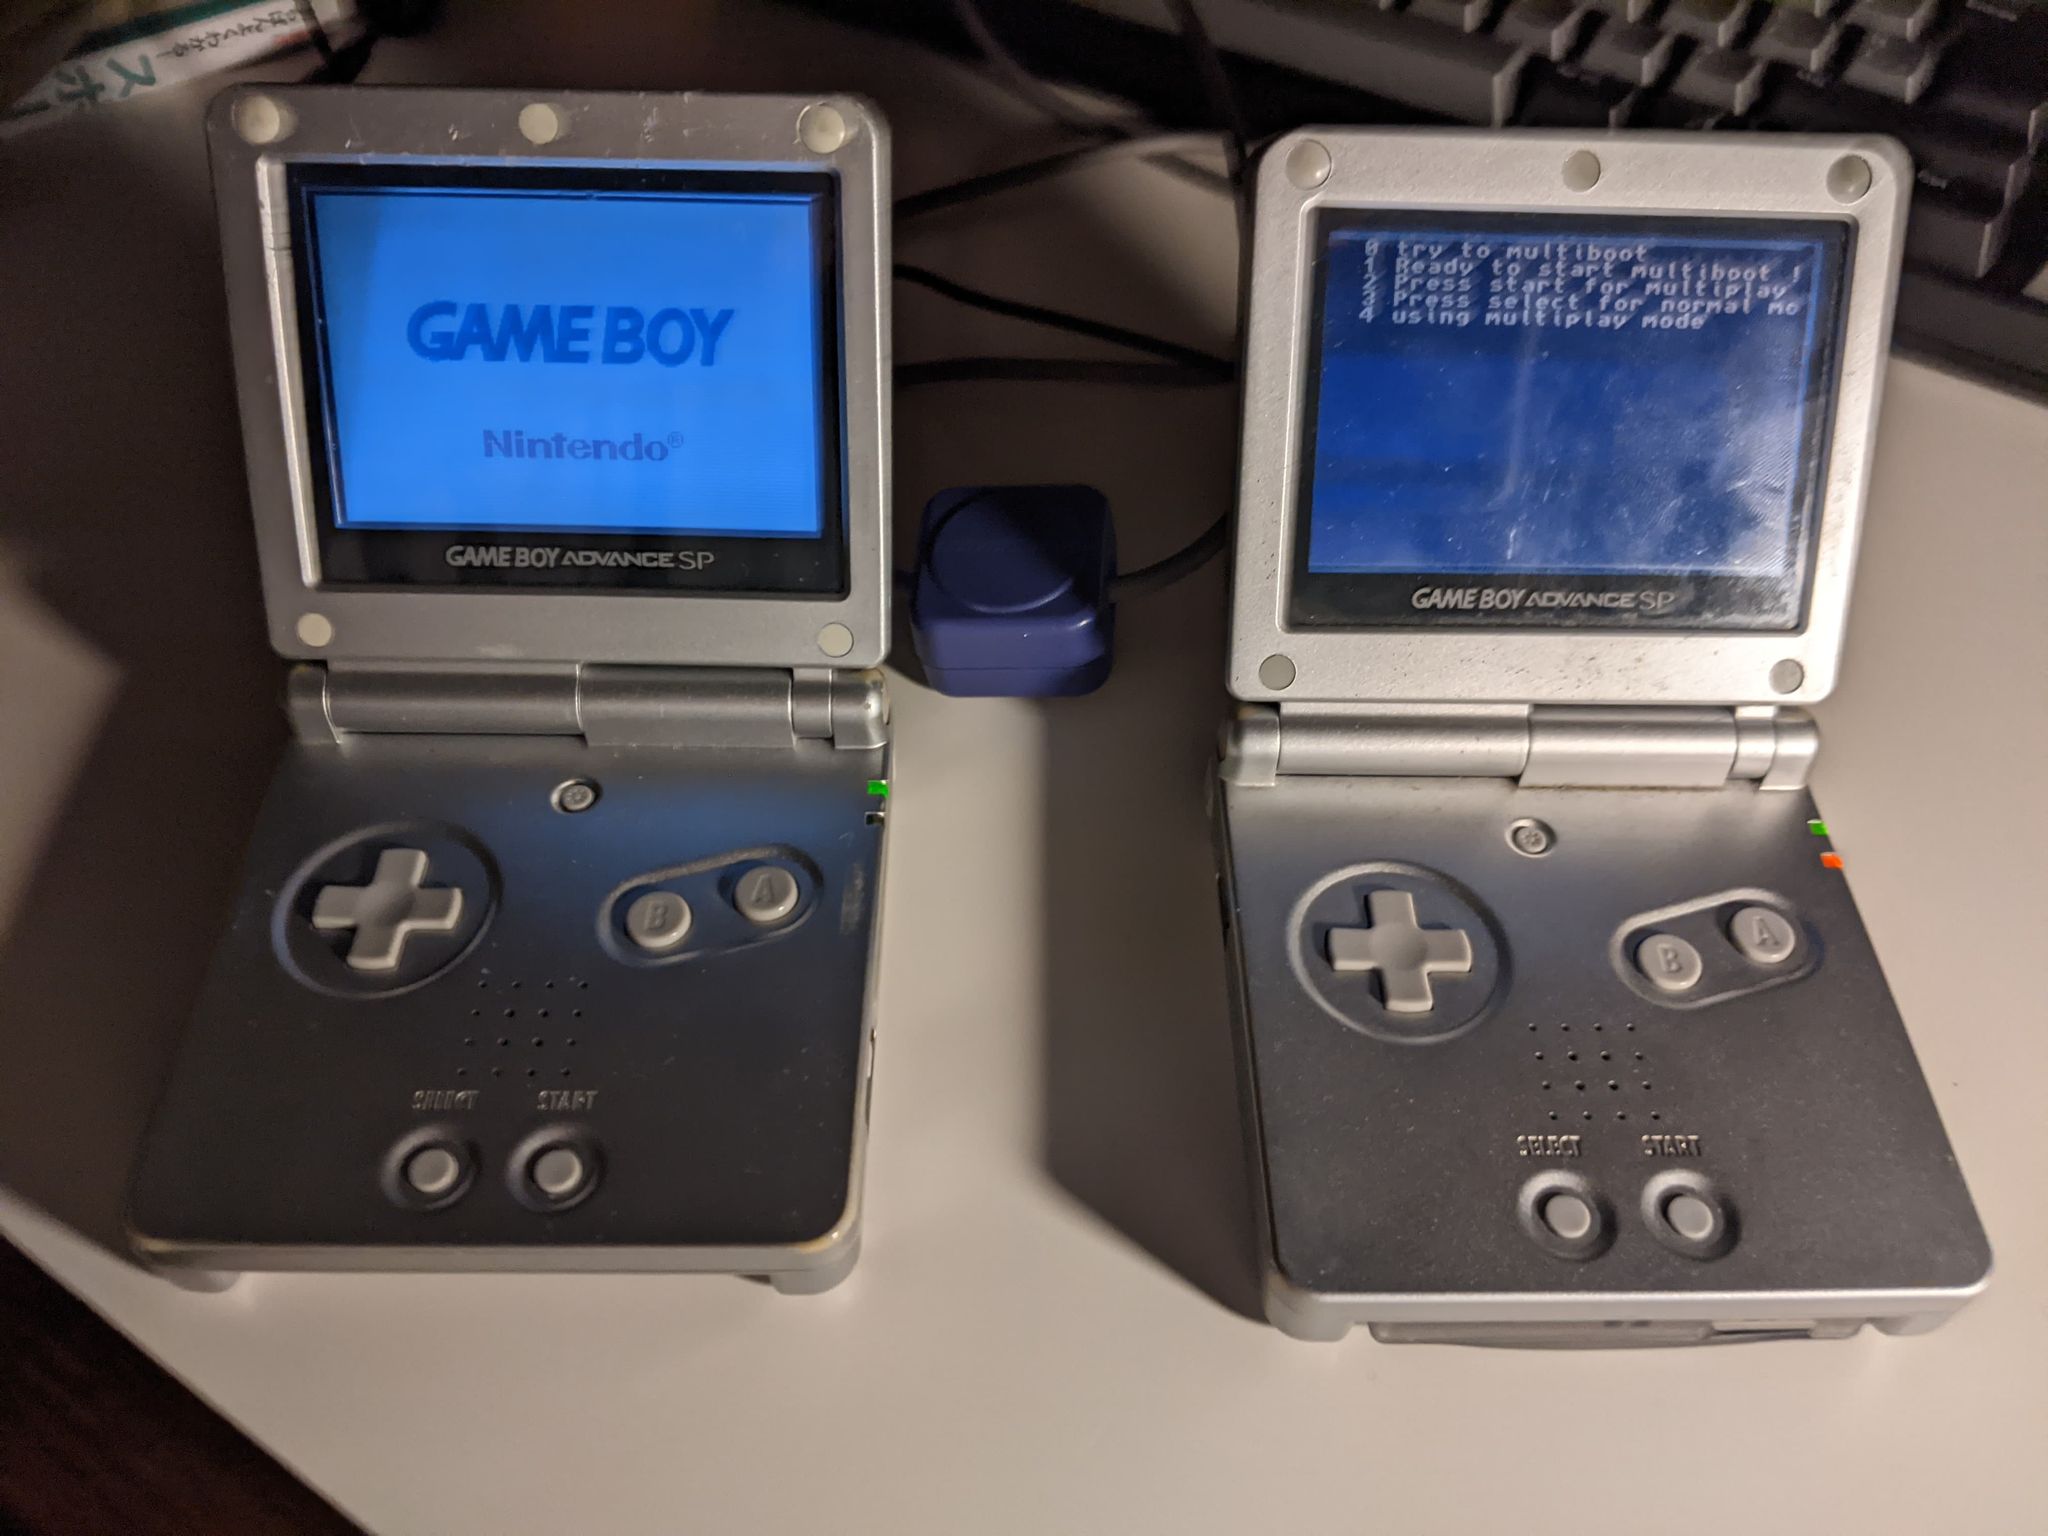 GAME BOY
Nintendo®
GAME BOY ADVANCE SP
B
A
SELECT
START
0 try to multiboot
1 Ready to start multiboot !
2 Press start for multiplay
3 Press select for normal mo
4 using multiplay mode
GAME BOY ADVANCE SP
B
A
SELECT
START